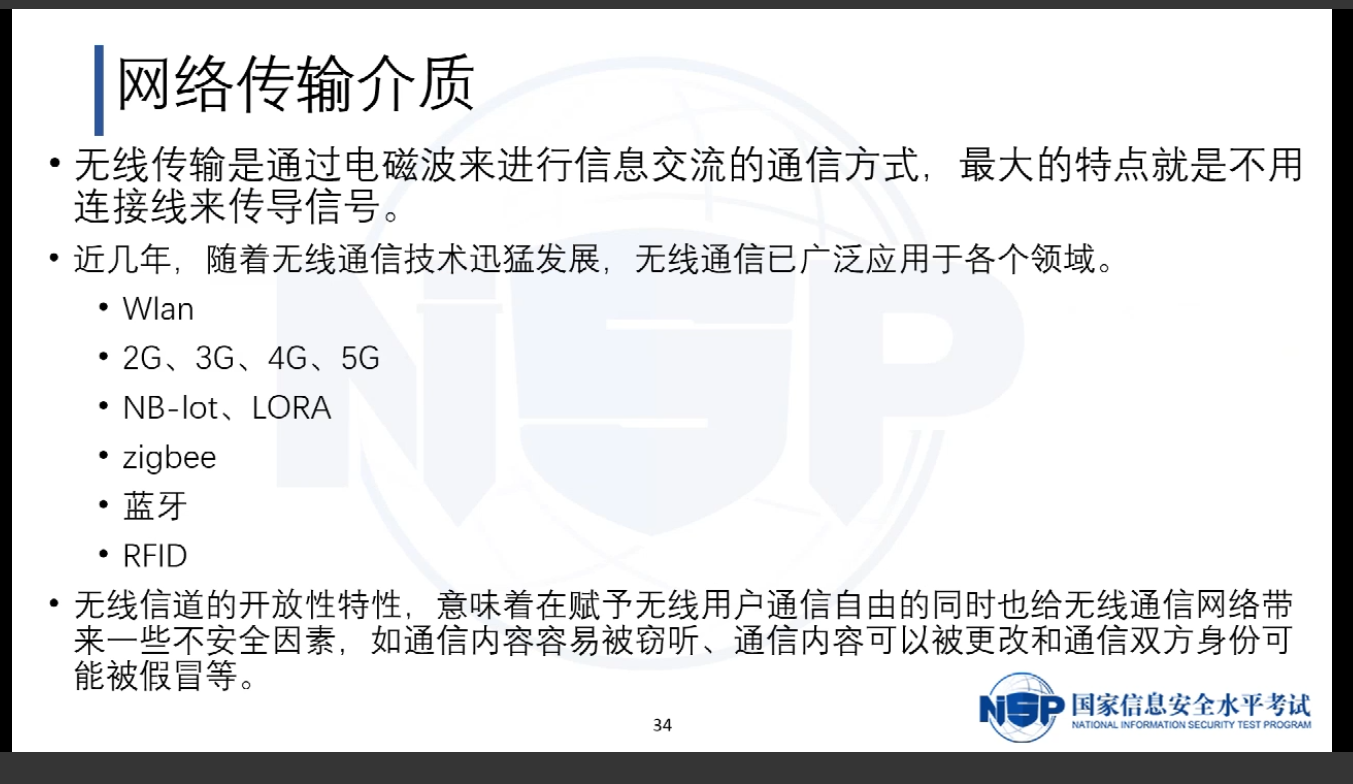 网络传输介质
• 无线传输是通过电磁波来进行信息交流的通信方式，最大的特点就是不用
连接线来传导信号。
• 近几年，随着无线通信技术迅猛发展，无线通信已广泛应用于各个领域。
• Wlan
• 2G、3G、4G、5G
• NB-lot、LORA
• zigbee
• 蓝牙
• RFID
• 无线信道的开放性特性，意味着在赋予无线用户通信自由的同时也给无线通信网络带
来一些不安全因素，如通信内容容易被窃听、通信内容可以被更改和通信双方身份可
能被假冒等。
NSP 国家信息安全水平考试
NATIONAL INFORMATION SECURITY TEST PROGRAM
34